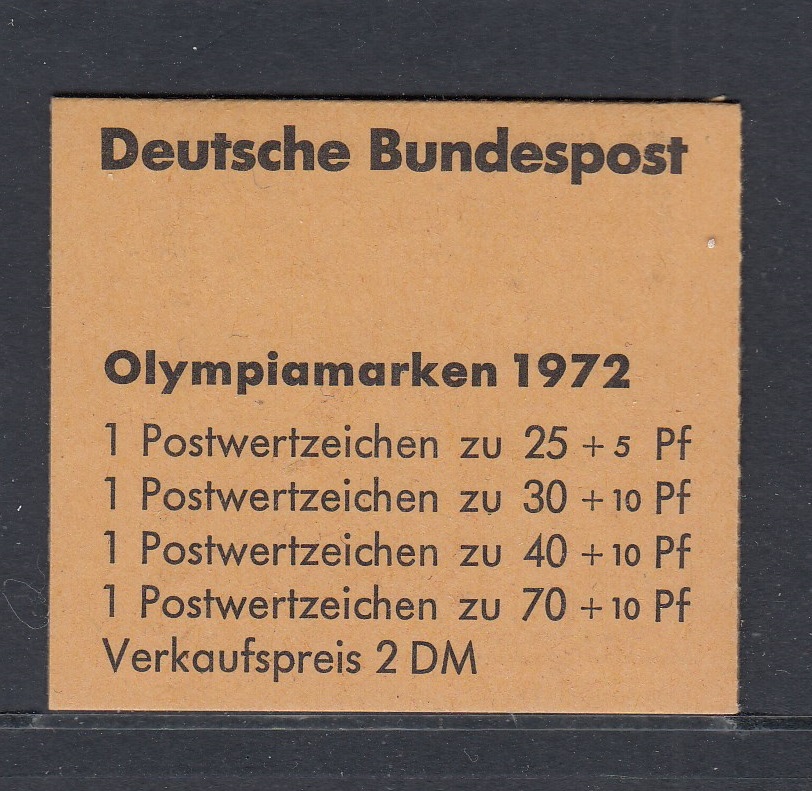 Deutsche Bundespost
Olympiamarken 1972
1 Postwertzeichen zu 25 + 5 Pf
1 Postwertzeichen zu 30 + 10 Pf
1 Postwertzeichen zu 40 + 10 Pf
1 Postwertzeichen zu 70 + 10 Pf
Verkaufspreis 2 DM